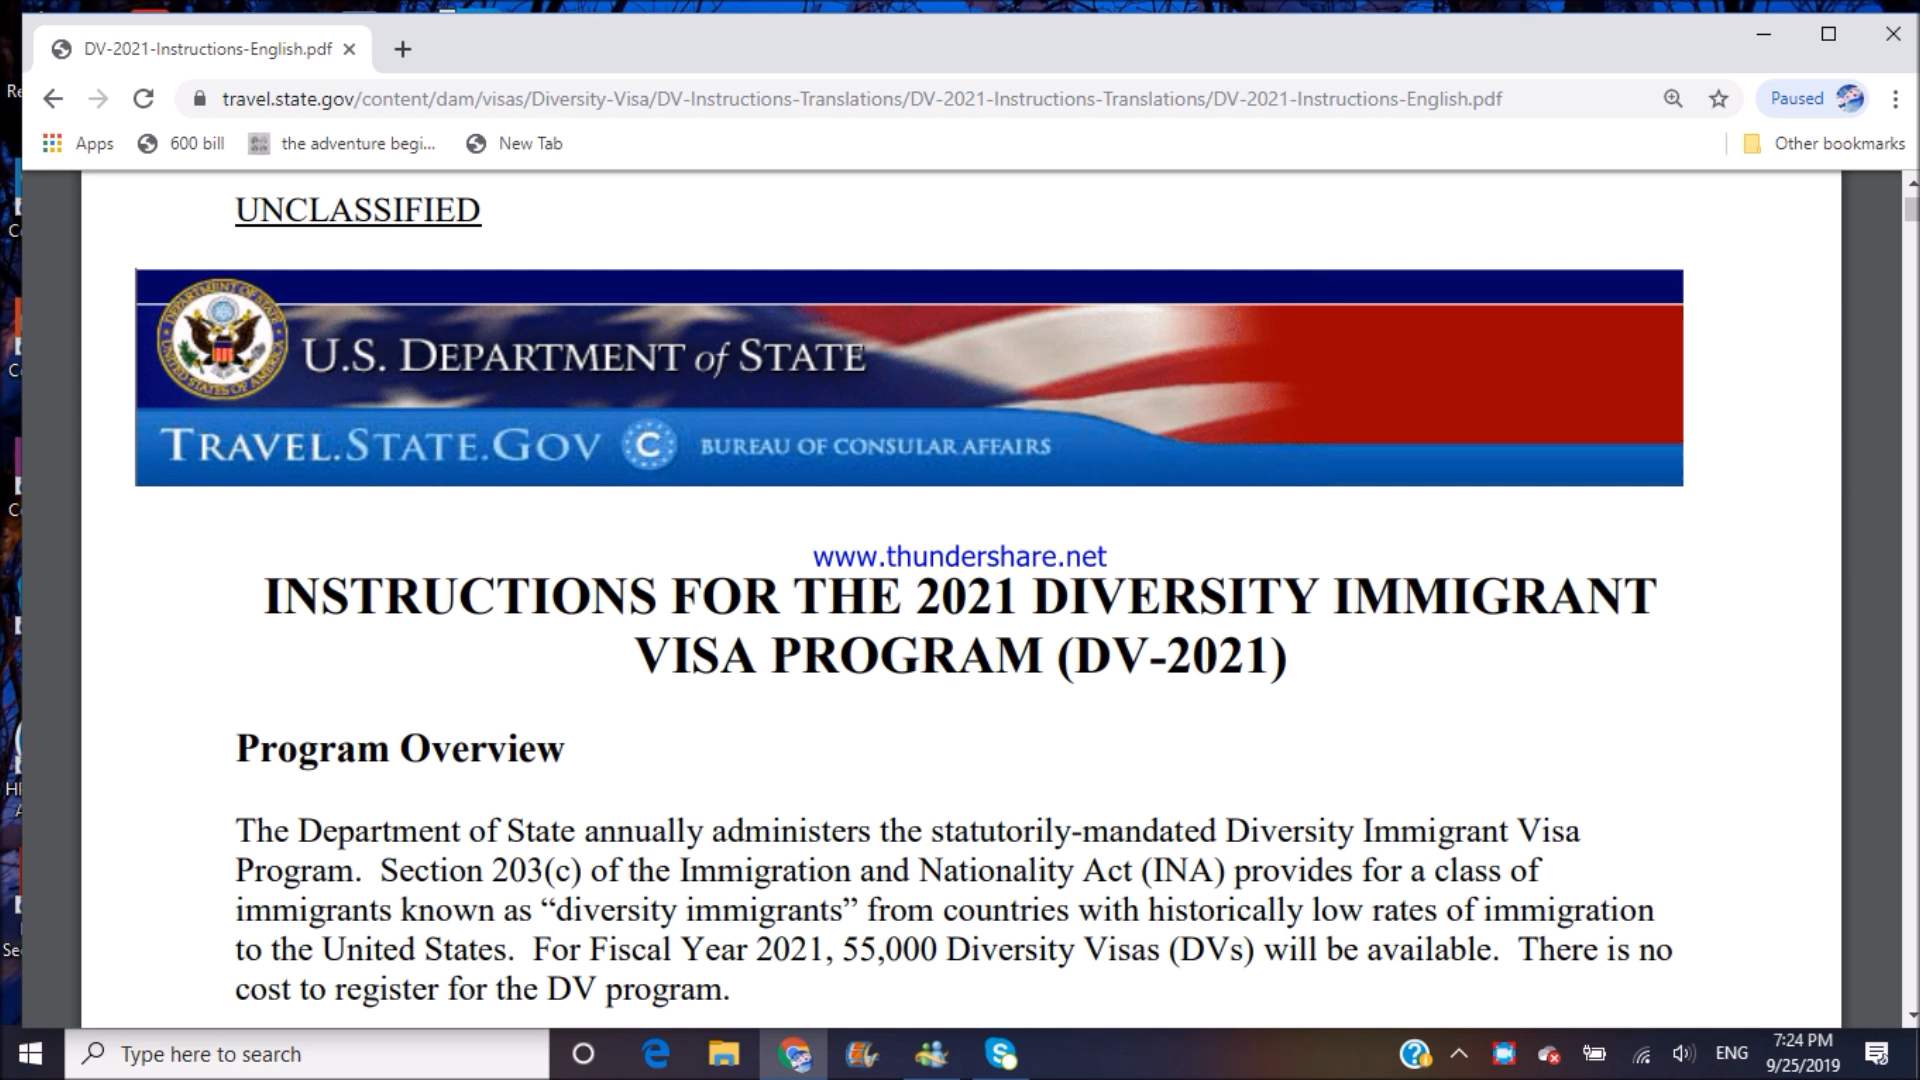 DV-2021-Instructions-English.pdf
travel.state.gov/content/dam/visas/Diversity-Visa/DV-Instructions-Translations/DV-2021-Instructions-Translations/DV-2021-Instructions-English.pdf
Paused
Apps
600 bill
the adventure begi...
New Tab
Other bookmarks
UNCLASSIFIED
DEPARTMENT OF STATE
UNITED STATES OF AMERICA
U.S. DEPARTMENT of STATE
TRAVEL.STATE.GOV C BUREAU OF CONSULAR AFFAIRS
www.thundershare.net
INSTRUCTIONS FOR THE 2021 DIVERSITY IMMIGRANT
VISA PROGRAM (DV-2021)
Program Overview
The Department of State annually administers the statutorily-mandated Diversity Immigrant Visa
Program. Section 203(c) of the Immigration and Nationality Act (INA) provides for a class of
immigrants known as “diversity immigrants” from countries with historically low rates of immigration
to the United States. For Fiscal Year 2021, 55,000 Diversity Visas (DVs) will be available. There is no
cost to register for the DV program.
Type here to search
ENG
7:24 PM
9/25/2019